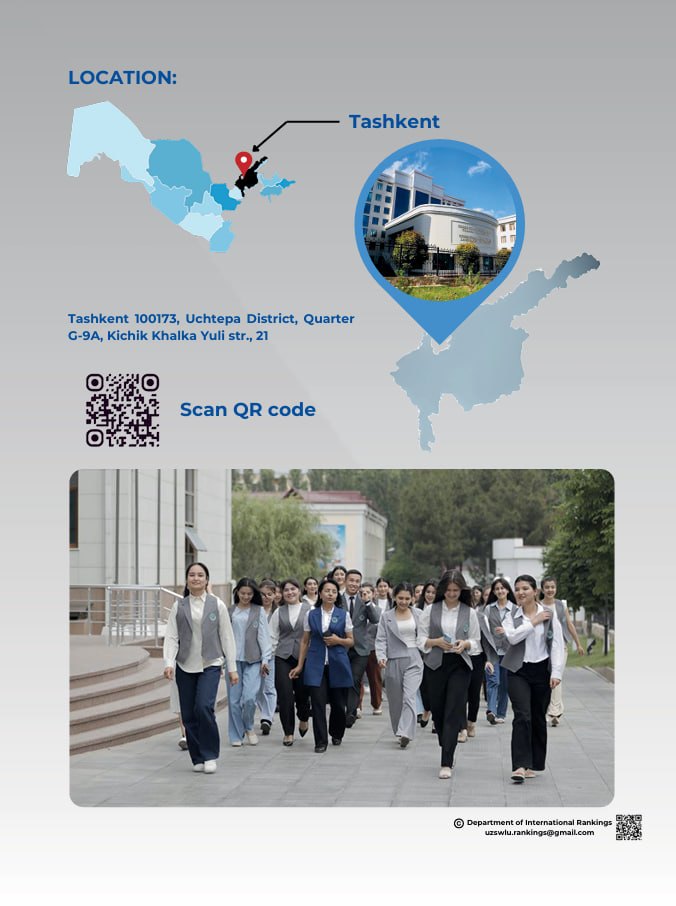 LOCATION:
Tashkent
Tashkent 100173, Uchtepa District, Quarter
G-9A, Kichik Khalka Yuli str., 21
Scan QR code
© Department of International Rankings
uzswlu.rankings@gmail.com